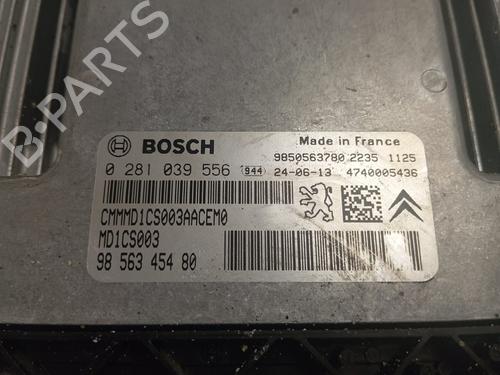 B-PARTS
BOSCH
Made in France
9850563780 2235 1125
0 281 039 556 944 24-06-13 4740005436
CMMMD1CS003AACEM0
MD1CS003
98 563 454 80